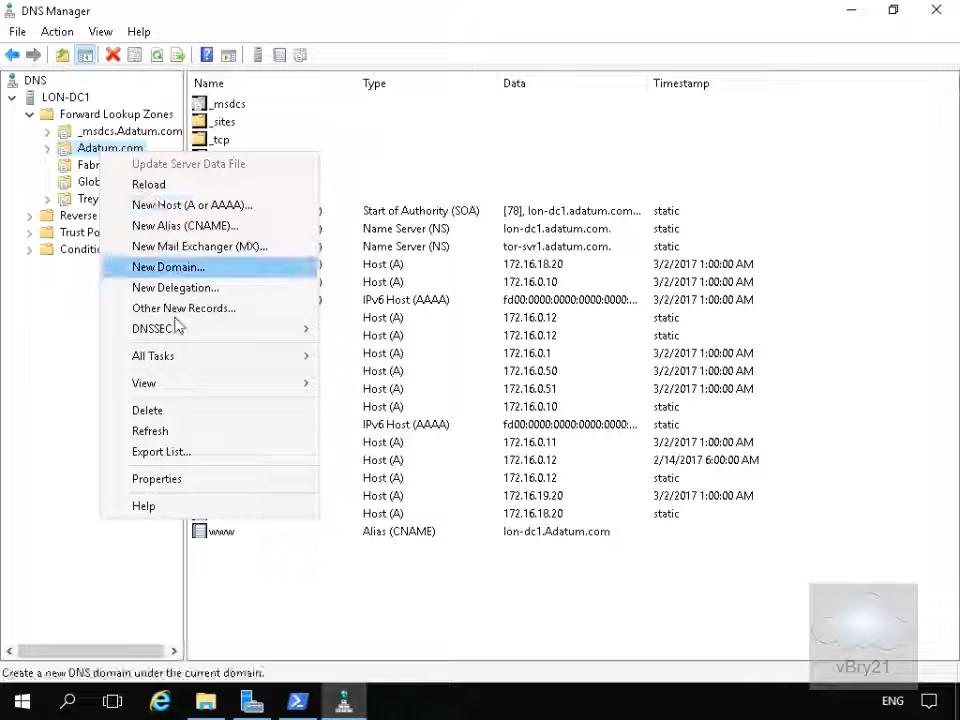 DNS Manager
File Action View Help
DNS
LON-DC1
Forward Lookup Zones
_msdcs.Adatum.com
Adatum.com
Fabr
Glob
Trey
Reverse
Trust Po
Conditio
Update Server Data File
Reload
New Host (A or AAAA)...
New Alias (CNAME)...
New Mail Exchanger (MX)...
New Domain...
New Delegation...
Other New Records...
DNSSEC
All Tasks
View
Delete
Refresh
Export List...
Properties
Help
Name Type Data Timestamp
_msdcs
_sites
_tcp
Start of Authority (SOA) [78], lon-dc1.adatum.com... static
Name Server (NS) lon-dc1.adatum.com. static
Name Server (NS) tor-svr1.adatum.com. static
Host (A) 172.16.18.20 3/2/2017 1:00:00 AM
Host (A) 172.16.0.10 3/2/2017 1:00:00 AM
IPv6 Host (AAAA) fd00:0000:0000:0000:0000:... 3/2/2017 1:00:00 AM
Host (A) 172.16.0.12 static
Host (A) 172.16.0.12 static
Host (A) 172.16.0.1 3/2/2017 1:00:00 AM
Host (A) 172.16.0.50 3/2/2017 1:00:00 AM
Host (A) 172.16.0.51 3/2/2017 1:00:00 AM
Host (A) 172.16.0.10 static
IPv6 Host (AAAA) fd00:0000:0000:0000:0000:... static
Host (A) 172.16.0.11 3/2/2017 1:00:00 AM
Host (A) 172.16.0.12 2/14/2017 6:00:00 AM
Host (A) 172.16.0.12 static
Host (A) 172.16.19.20 3/2/2017 1:00:00 AM
Host (A) 172.16.18.20 static
www Alias (CNAME) lon-dc1.Adatum.com static
vBry21
Create a new DNS domain under the current domain.
ENG